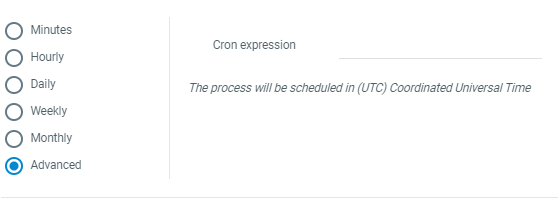 Minutes
Hourly
Daily
Weekly
Monthly
Advanced
Cron expression
The process will be scheduled in (UTC) Coordinated Universal Time